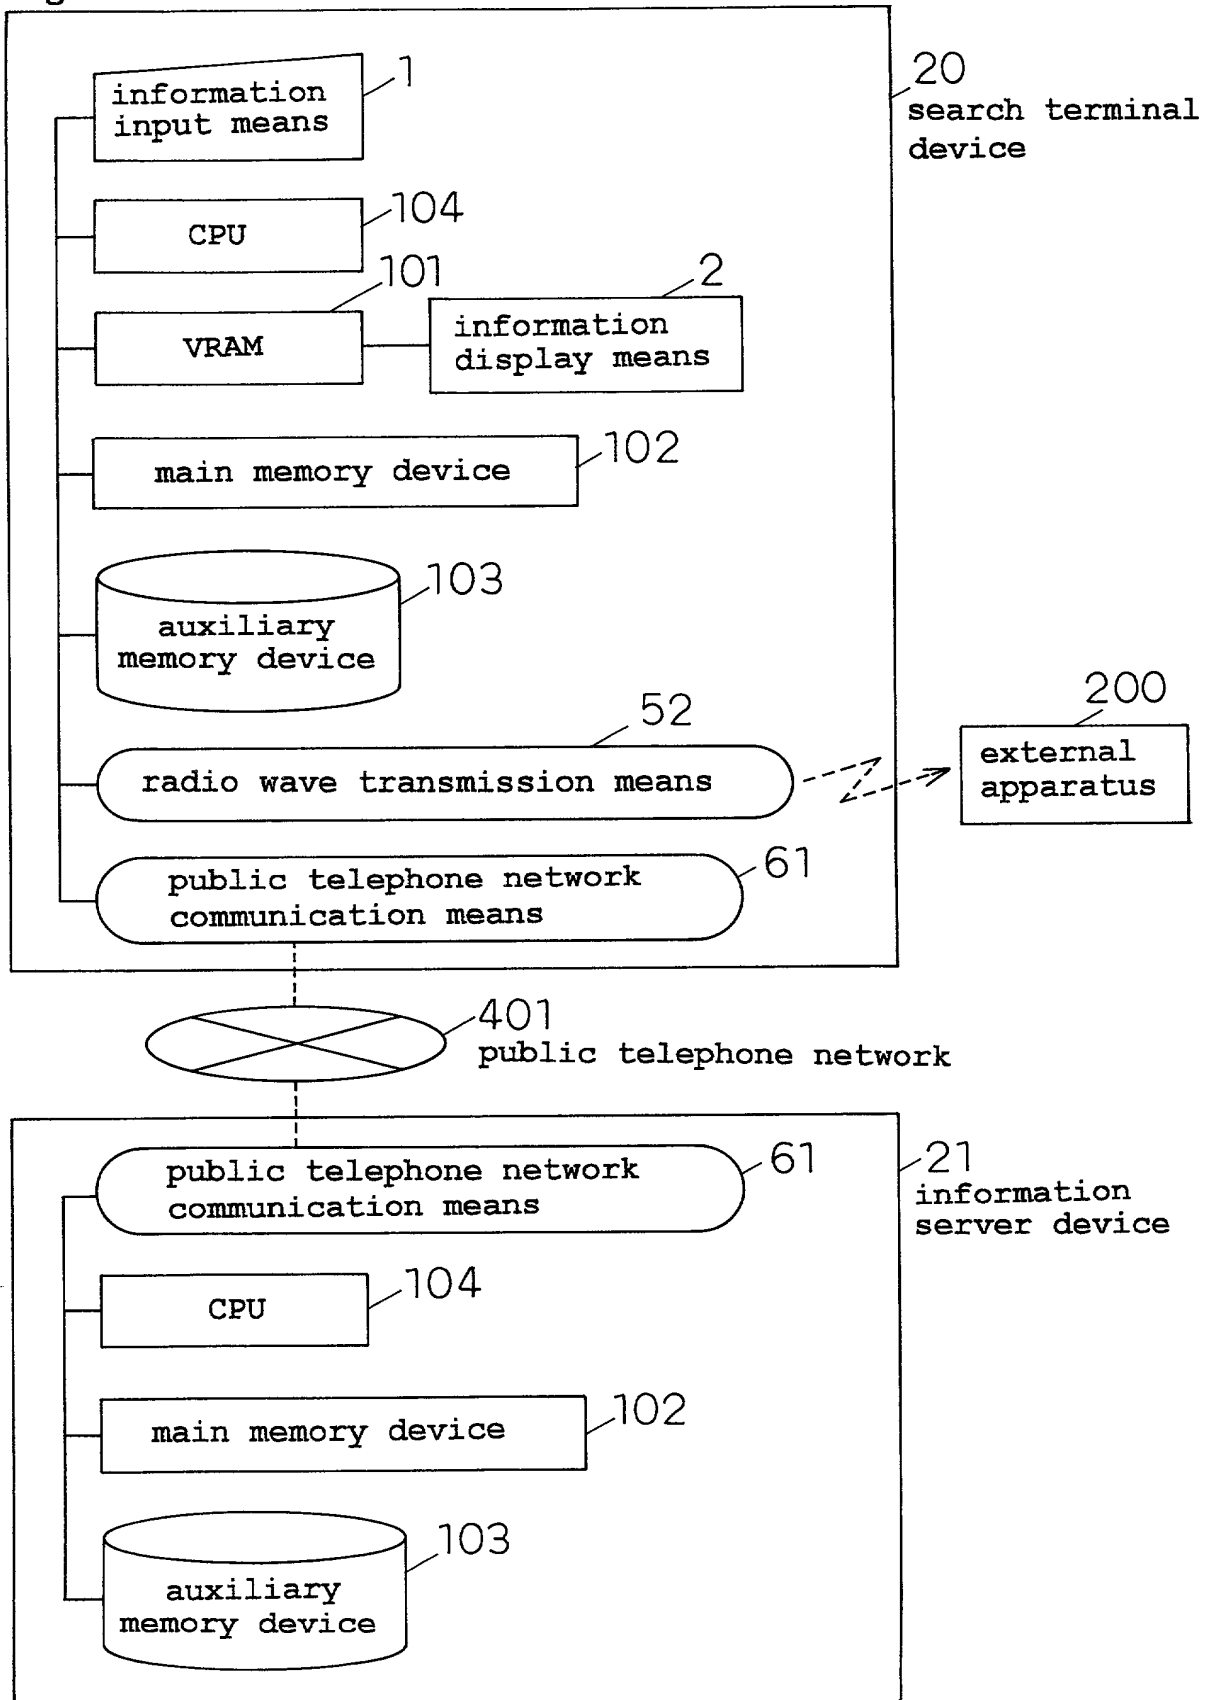 1
information
input means
20
search terminal
device
104
CPU
101
2
VRAM
information
display means
102
main memory device
103
auxiliary
memory device
52
200
radio wave transmission means
external
apparatus
61
public telephone network
communication means
401
public telephone network
61
public telephone network
communication means
21
information
server device
104
CPU
102
main memory device
103
auxiliary
memory device